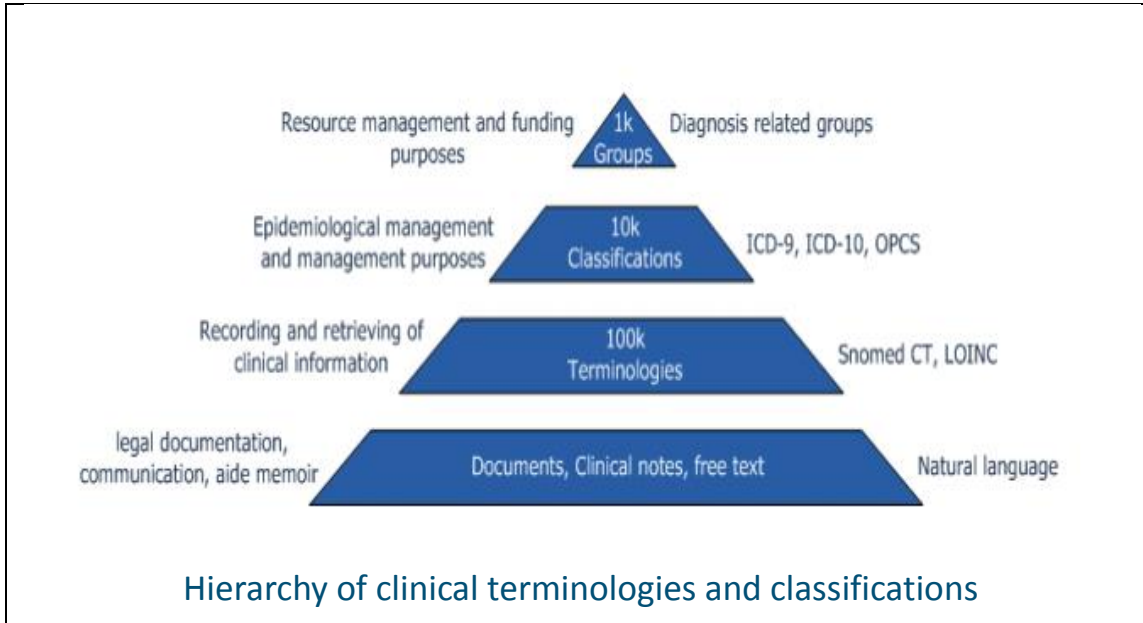 Resource management and funding
purposes
1k
Groups
Diagnosis related groups
Epidemiological management
and management purposes
10k
Classifications
ICD-9, ICD-10, OPCS
Recording and retrieving of
clinical information
100k
Terminologies
Snomed CT, LOINC
legal documentation,
communication, aide memoir
Documents, Clinical notes, free text
Natural language
Hierarchy of clinical terminologies and classifications